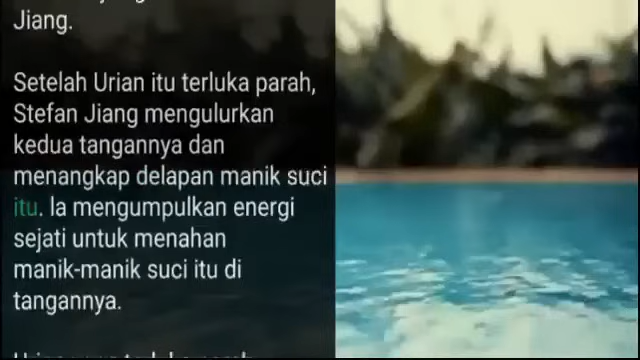 Jiang.
Setelah Urian itu terluka parah,
Stefan Jiang mengulurkan
kedua tangannya dan
menangkap delapan manik suci
itu. Ia mengumpulkan energi
sejati untuk menahan
manik-manik suci itu di
tangannya.